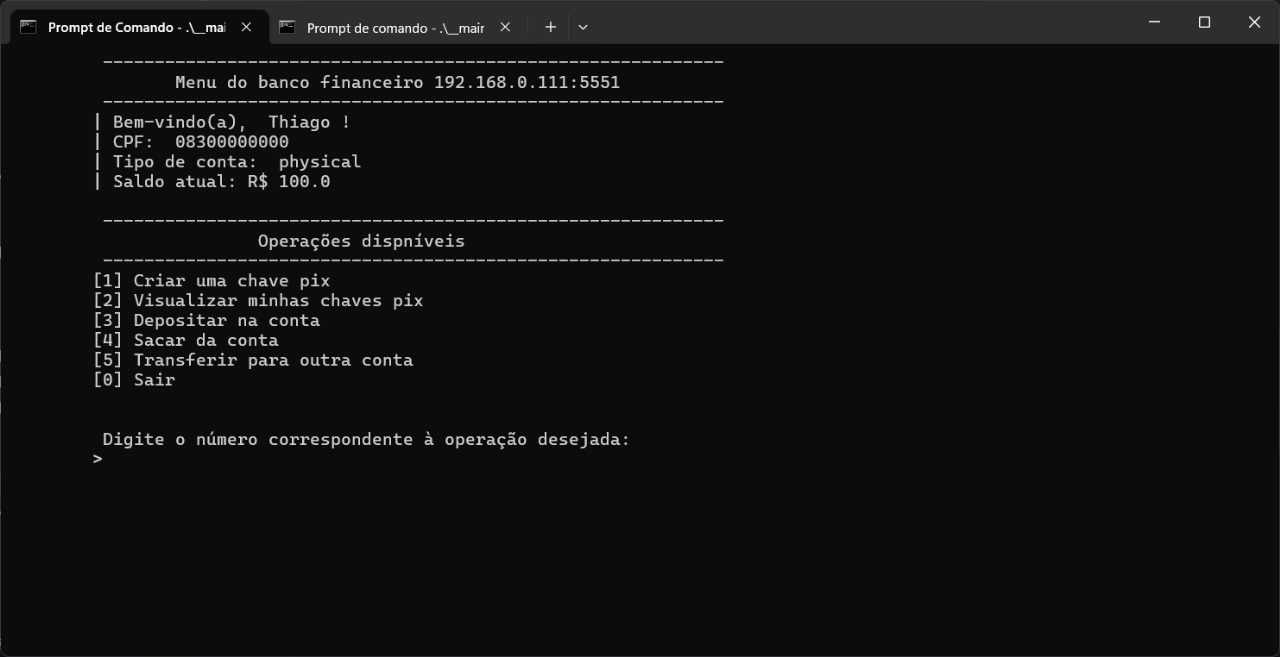 Prompt de Comando - .\__mai
Prompt de comando - .\__mair
--------------------------------------------------------------
Menu do banco financeiro 192.168.0.111:5551
--------------------------------------------------------------
| Bem-vindo(a),  Thiago !
| CPF:  08300000000
| Tipo de conta:  physical
| Saldo atual: R$ 100.0
--------------------------------------------------------------
Operações dispníveis
--------------------------------------------------------------
[1] Criar uma chave pix
[2] Visualizar minhas chaves pix
[3] Depositar na conta
[4] Sacar da conta
[5] Transferir para outra conta
[0] Sair
Digite o número correspondente à operação desejada:
>